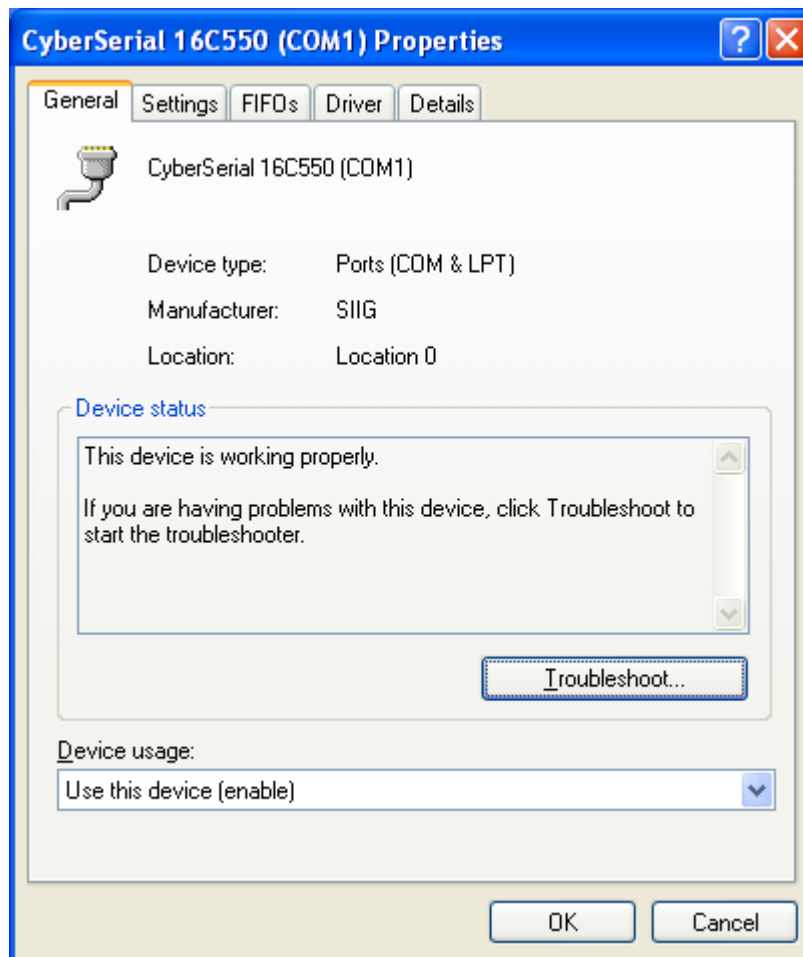 CyberSerial 16C550 (COM1) Properties
General Settings FIFOs Driver Details
CyberSerial 16C550 (COM1)
Device type: Ports (COM & LPT)
Manufacturer: SIIG
Location: Location 0
Device status
This device is working properly.
If you are having problems with this device, click Troubleshoot to
start the troubleshooter.
Troubleshoot...
Device usage:
Use this device (enable)
OK Cancel